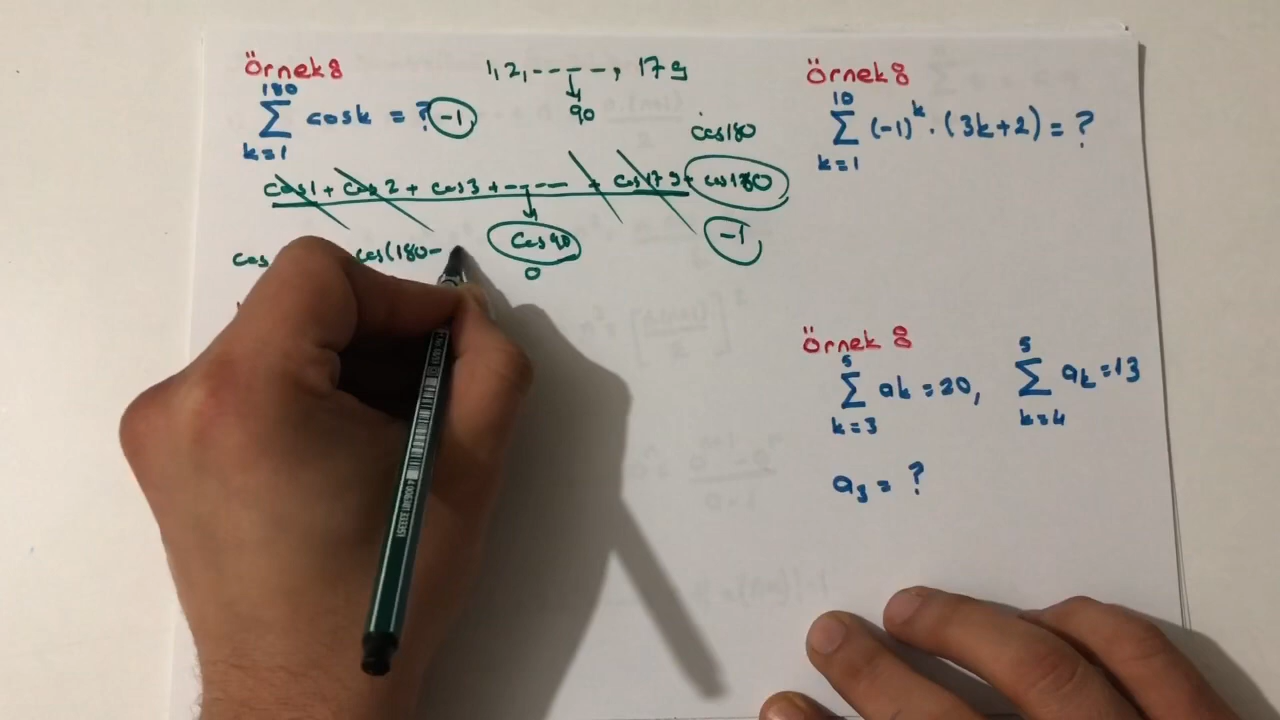 Örnek 8
180
∑ cosk = ? -1
k=1
1, 2, ------, 179
↓
90
cos180
cos1 + cos2 + cos3 + ------ + cos179 + cos180
↓
cos90
0
-1
cos
cos(180-
Örnek 8
10
∑ (-1)^k . (3k+2) = ?
k=1
Örnek 8
5 5
∑ ak = 20, ∑ ak = 13
k=3 k=4
a3 = ?